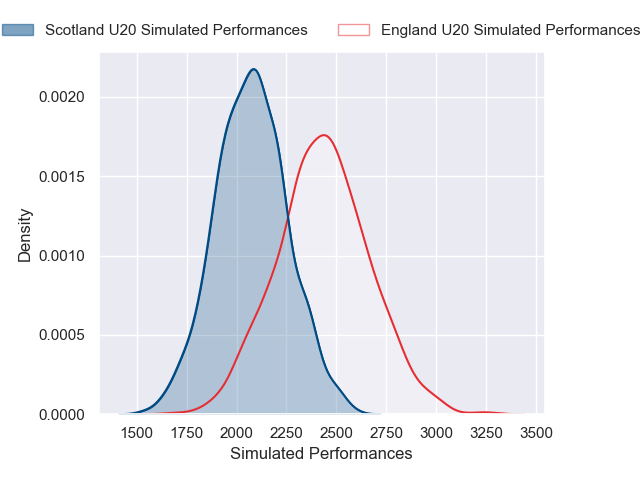 Scotland U20 Simulated Performances England U20 Simulated Performances
0.0020
0.0015
0.0010
0.0005
0.0000
Density
1500 1750 2000 2250 2500 2750 3000 3250 3500
Simulated Performances